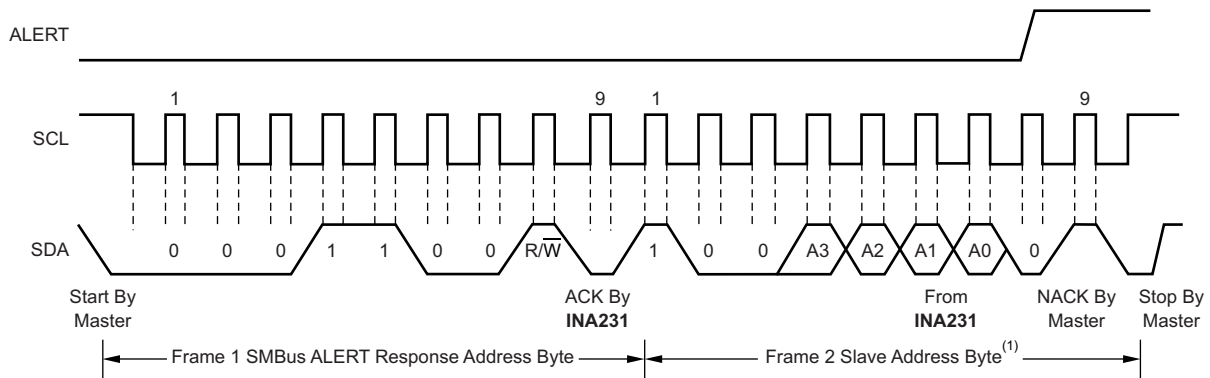 ALERT
1 9 1 9
SCL
SDA 0 0 0 1 1 0 0 R/W 1 0 0 A3 A2 A1 A0 0
Start By Master
ACK By INA231
From INA231
NACK By Master
Stop By Master
Frame 1 SMBus ALERT Response Address Byte
Frame 2 Slave Address Byte(1)